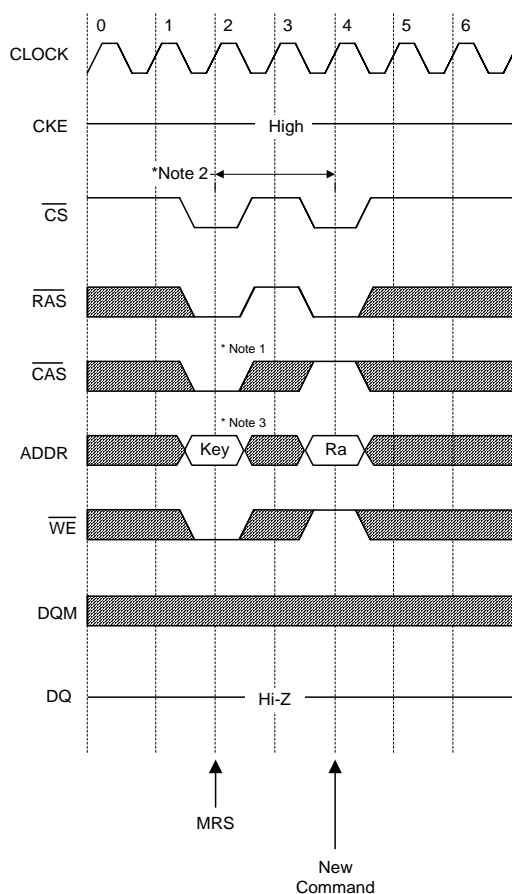 0 1 2 3 4 5 6
CLOCK
CKE
High
*Note 2
CS
RAS
* Note 1
CAS
* Note 3
ADDR
Key
Ra
WE
DQM
DQ
Hi-Z
MRS
New
Command